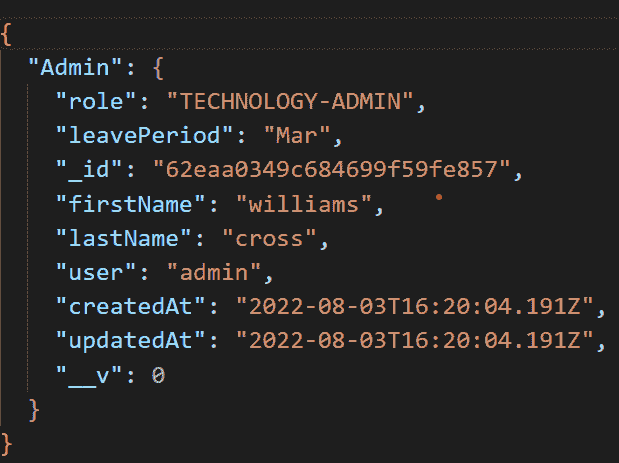 {
"Admin": {
"role": "TECHNOLOGY-ADMIN",
"leavePeriod": "Mar",
"_id": "62eaa0349c684699f59fe857",
"firstName": "williams",
"lastName": "cross",
"user": "admin",
"createdAt": "2022-08-03T16:20:04.191Z",
"updatedAt": "2022-08-03T16:20:04.191Z",
"__v": 0
}
}